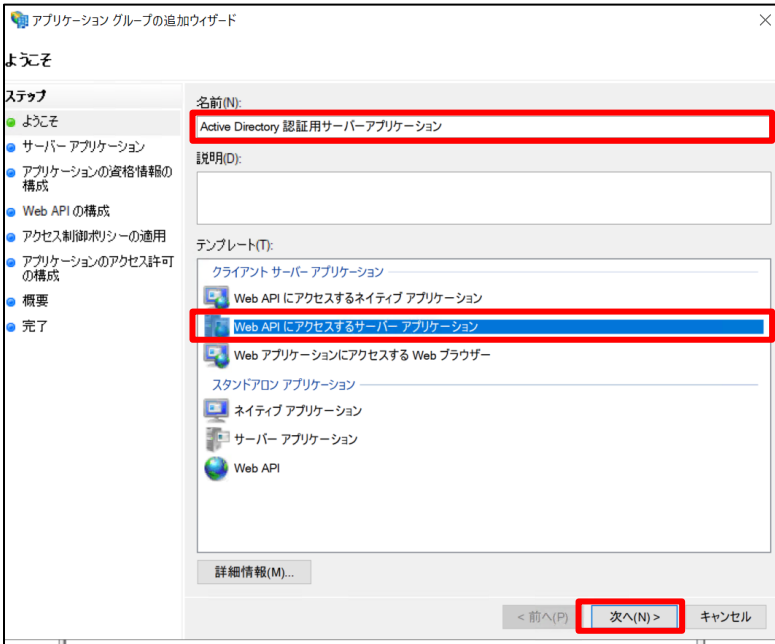 アプリケーション グループの追加ウィザード
ようこそ
ステップ
ようこそ
サーバー アプリケーション
アプリケーションの資格情報の
構成
Web API の構成
アクセス制御ポリシーの適用
アプリケーションのアクセス許可
の構成
概要
完了
名前(N):
Active Directory 認証用サーバーアプリケーション
説明(D):
テンプレート(T):
クライアント サーバー アプリケーション
Web API にアクセスするネイティブ アプリケーション
Web API にアクセスするサーバー アプリケーション
Web アプリケーションにアクセスする Web ブラウザー
スタンドアロン アプリケーション
ネイティブ アプリケーション
サーバー アプリケーション
Web API
詳細情報(M)...
< 前へ(P)
次へ(N) >
キャンセル